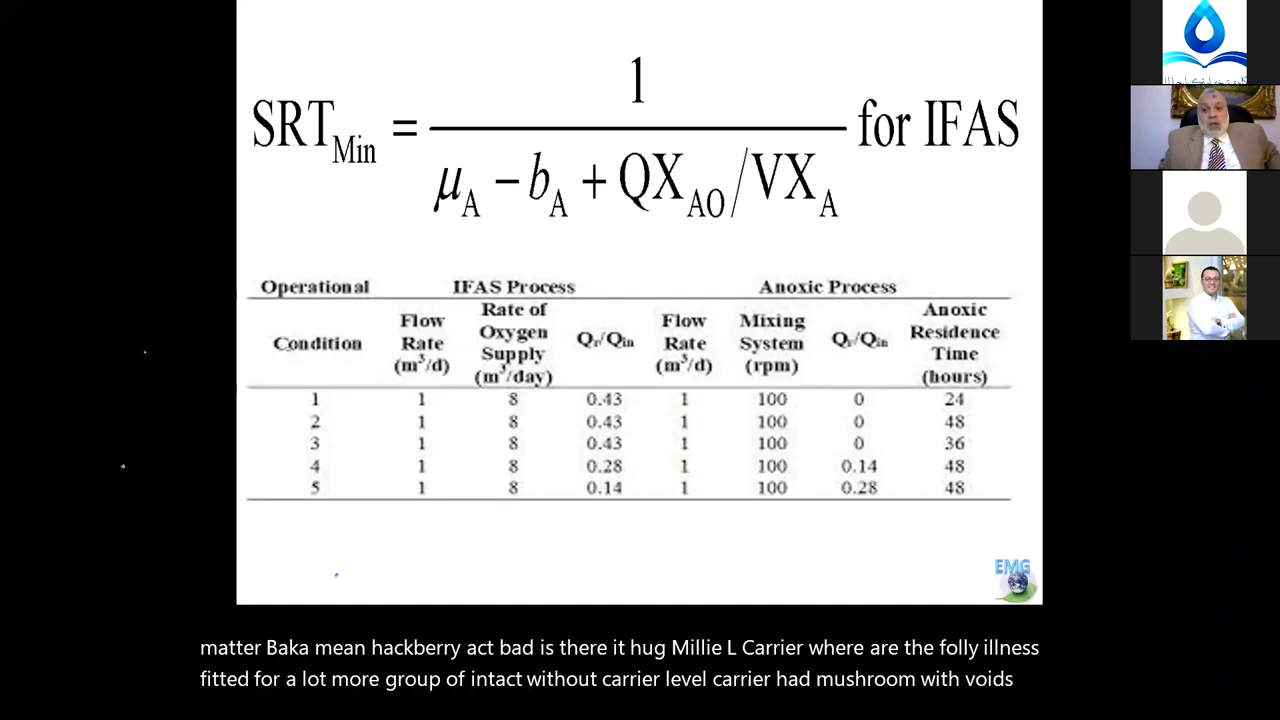 SRT_Min = 1 / (μ_A − b_A + QX_AO/VX_A) for IFAS
Operational IFAS Process Anoxic Process
Condition Flow Rate (m³/d) Rate of Oxygen Supply (m³/day) Qr/Qin Flow Rate (m³/d) Mixing System (rpm) Qr/Qin Anoxic Residence Time (hours)
1 1 8 0.43 1 100 0 24
2 1 8 0.43 1 100 0 48
3 1 8 0.43 1 100 0 36
4 1 8 0.28 1 100 0.14 48
5 1 8 0.14 1 100 0.28 48
EMG
matter Baka mean hackberry act bad is there it hug Millie L Carrier where are the folly illness
fitted for a lot more group of intact without carrier level carrier had mushroom with voids